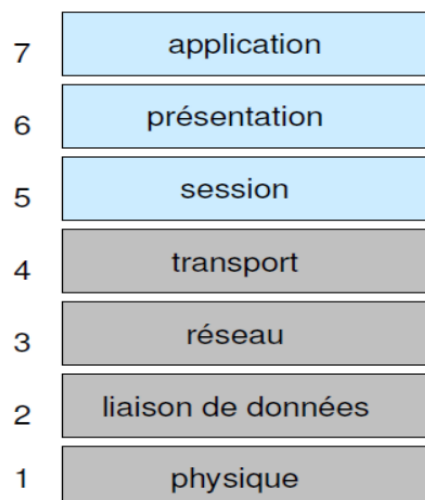 7 application
6 présentation
5 session
4 transport
3 réseau
2 liaison de données
1 physique